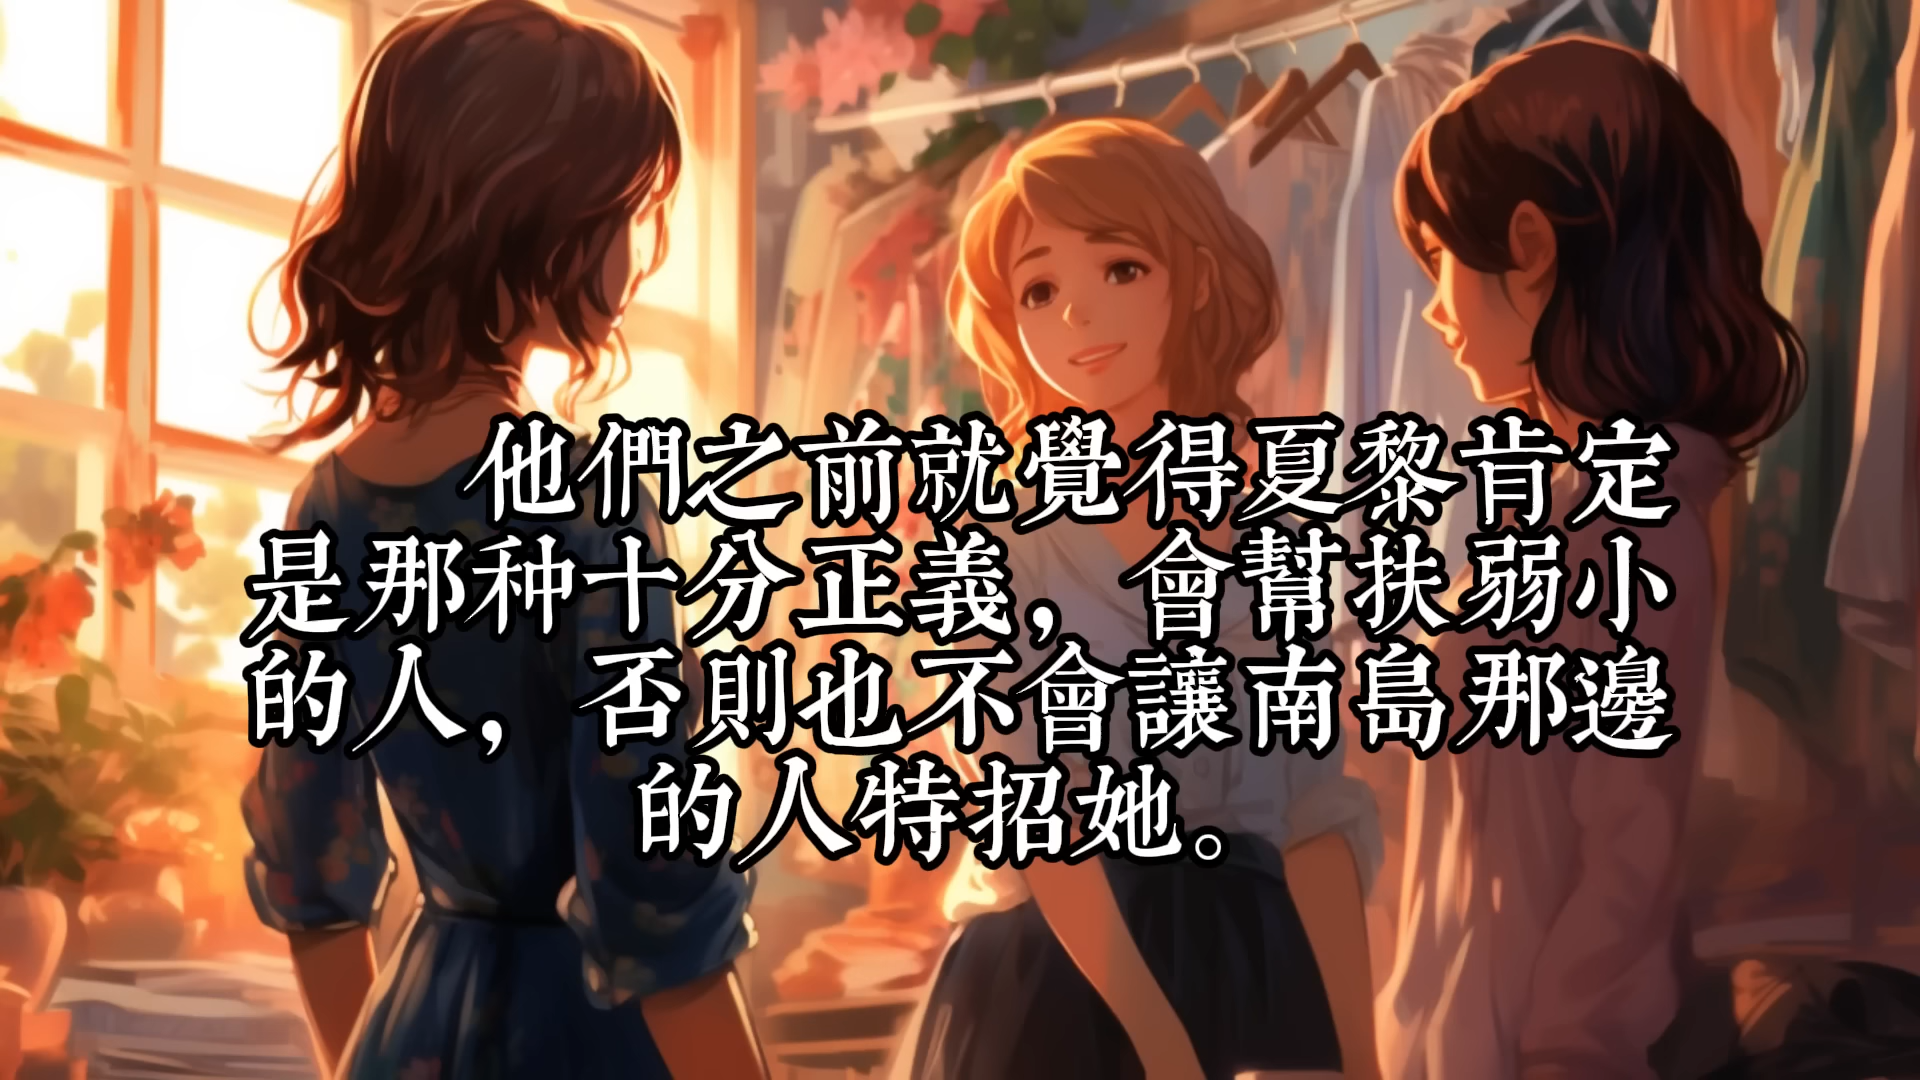 他們之前就覺得夏黎肯定
是那种十分正義，會幫扶弱小
的人，否則也不會讓南島那邊
的人特招她。